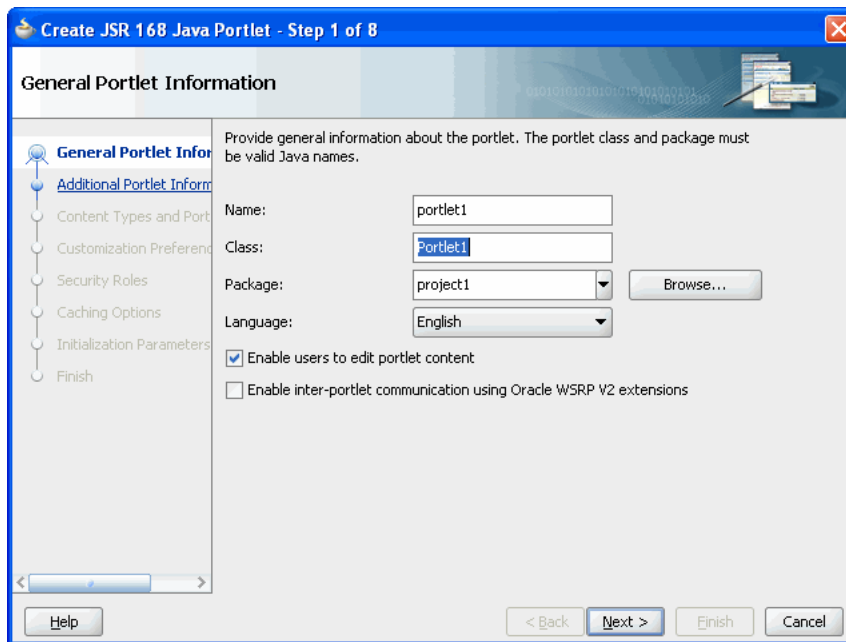 Create JSR 168 Java Portlet - Step 1 of 8
General Portlet Information
010101010101010101010101
01010101010
General Portlet Infor
Additional Portlet Inform
Content Types and Port
Customization Preferenc
Security Roles
Caching Options
Initialization Parameters
Finish
Provide general information about the portlet. The portlet class and package must
be valid Java names.
Name: portlet1
Class: Portlet1
Package: project1 Browse...
Language: English
Enable users to edit portlet content
Enable inter-portlet communication using Oracle WSRP V2 extensions
Help < Back Next > Finish Cancel